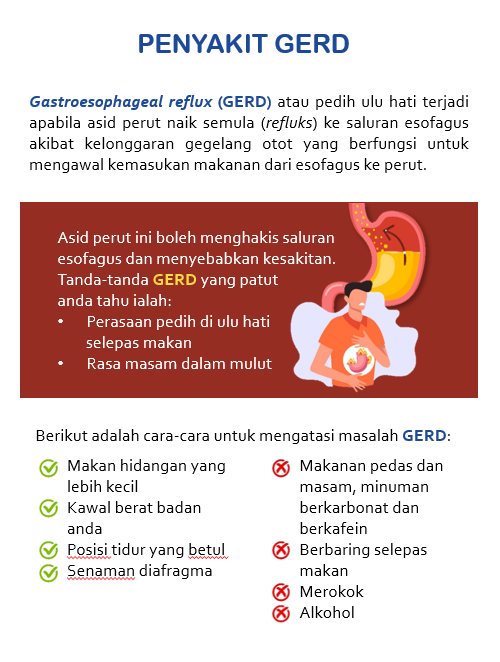 PENYAKIT GERD
Gastroesophageal reflux (GERD) atau pedih ulu hati terjadi
apabila asid perut naik semula (refluks) ke saluran esofagus
akibat kelonggaran gegelang otot yang berfungsi untuk
mengawal kemasukan makanan dari esofagus ke perut.
Asid perut ini boleh menghakis saluran
esofagus dan menyebabkan kesakitan.
Tanda-tanda GERD yang patut
anda tahu ialah:
• Perasaan pedih di ulu hati
selepas makan
• Rasa masam dalam mulut
Berikut adalah cara-cara untuk mengatasi masalah GERD:
Makan hidangan yang
lebih kecil
Kawal berat badan
anda
Posisi tidur yang betul
Senaman diafragma
Makanan pedas dan
masam, minuman
berkarbonat dan
berkafein
Berbaring selepas
makan
Merokok
Alkohol